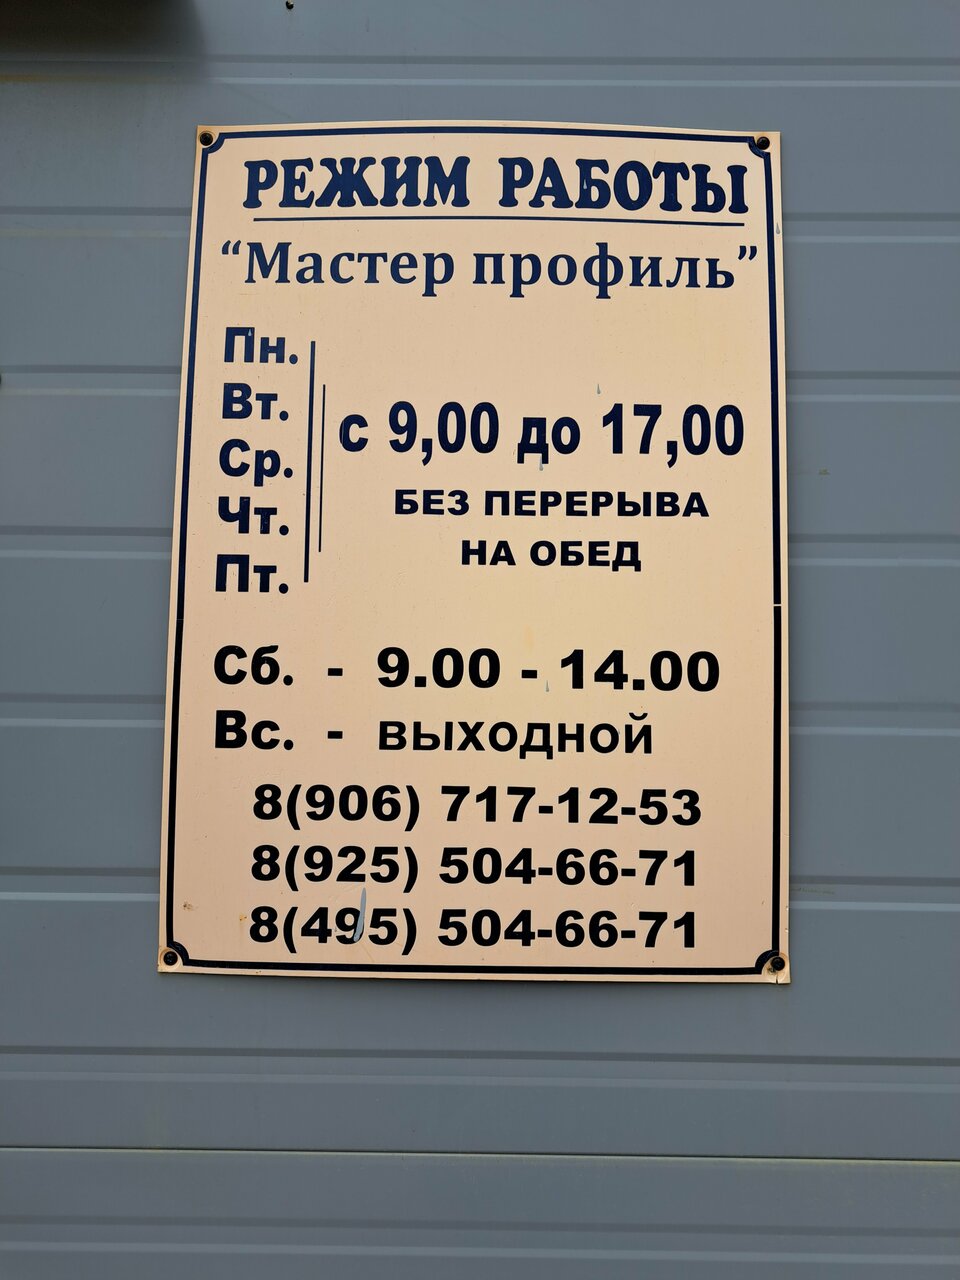 РЕЖИМ РАБОТЫ
“Мастер профиль”
Пн.
Вт.
Ср.
Чт.
Пт.
с 9,00 до 17,00
БЕЗ ПЕРЕРЫВА
НА ОБЕД
Сб. - 9.00 - 14.00
Вс. - ВЫХОДНОЙ
8(906) 717-12-53
8(925) 504-66-71
8(495) 504-66-71